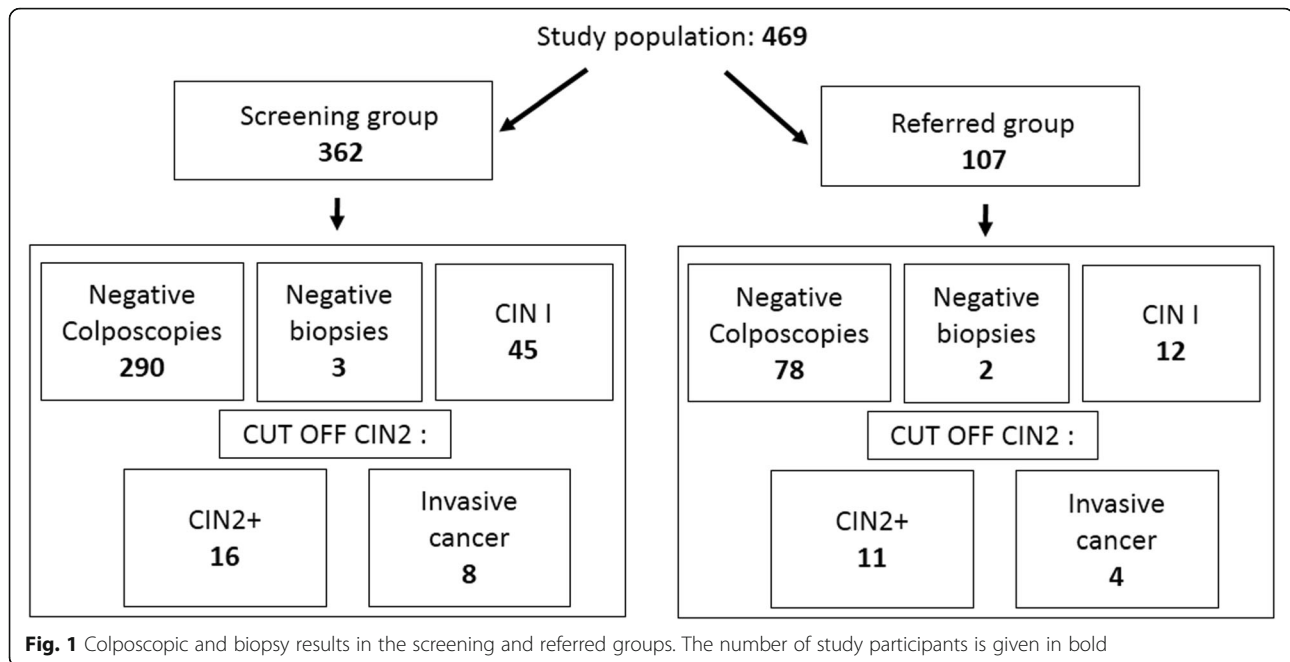 Study population: 469
Screening group
362
Referred group
107
Negative
Colposcopies
290
Negative
biopsies
3
CIN I
45
CUT OFF CIN2 :
CIN2+
16
Invasive
cancer
8
Negative
Colposcopies
78
Negative
biopsies
2
CIN I
12
CUT OFF CIN2 :
CIN2+
11
Invasive
cancer
4
Fig. 1 Colposcopic and biopsy results in the screening and referred groups. The number of study participants is given in bold